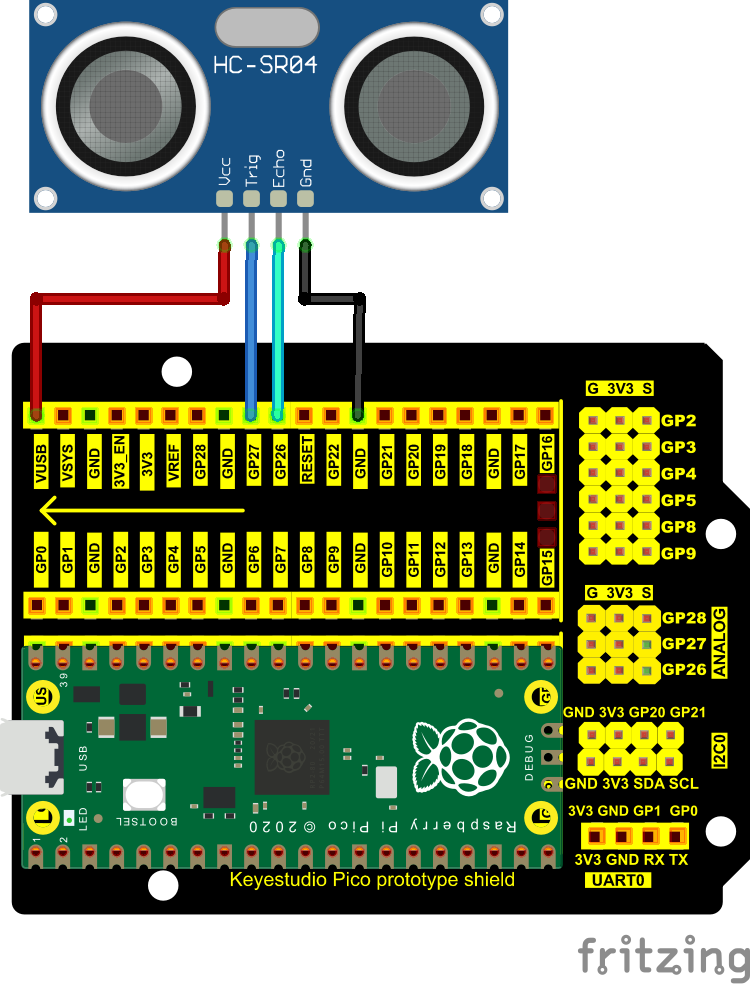 HC-SR04
Vcc
Trig
Echo
Gnd
G 3V3 S
GP2
GP3
GP4
GP5
GP8
GP9
VUSB
VSYS
GND
3V3_EN
3V3
VREF
GP28
GND
GP27
GP26
RESET
GP22
GND
GP21
GP20
GP19
GP18
GND
GP17
GP16
GP0
GP1
GND
GP2
GP3
GP4
GP5
GND
GP6
GP7
GP8
GP9
GND
GP10
GP11
GP12
GP13
GND
GP14
GP15
G 3V3 S
GP28
GP27
GP26
ANALOG
39
US
USB
DEBUG
LED
BOOTSEL
1
2
Raspberry Pi Pico © 2020
GND 3V3 GP20 GP21
I2C0
GND 3V3 SDA SCL
3V3 GND GP1 GP0
3V3 GND RX TX
UART0
Keyestudio Pico prototype shield
fritzing